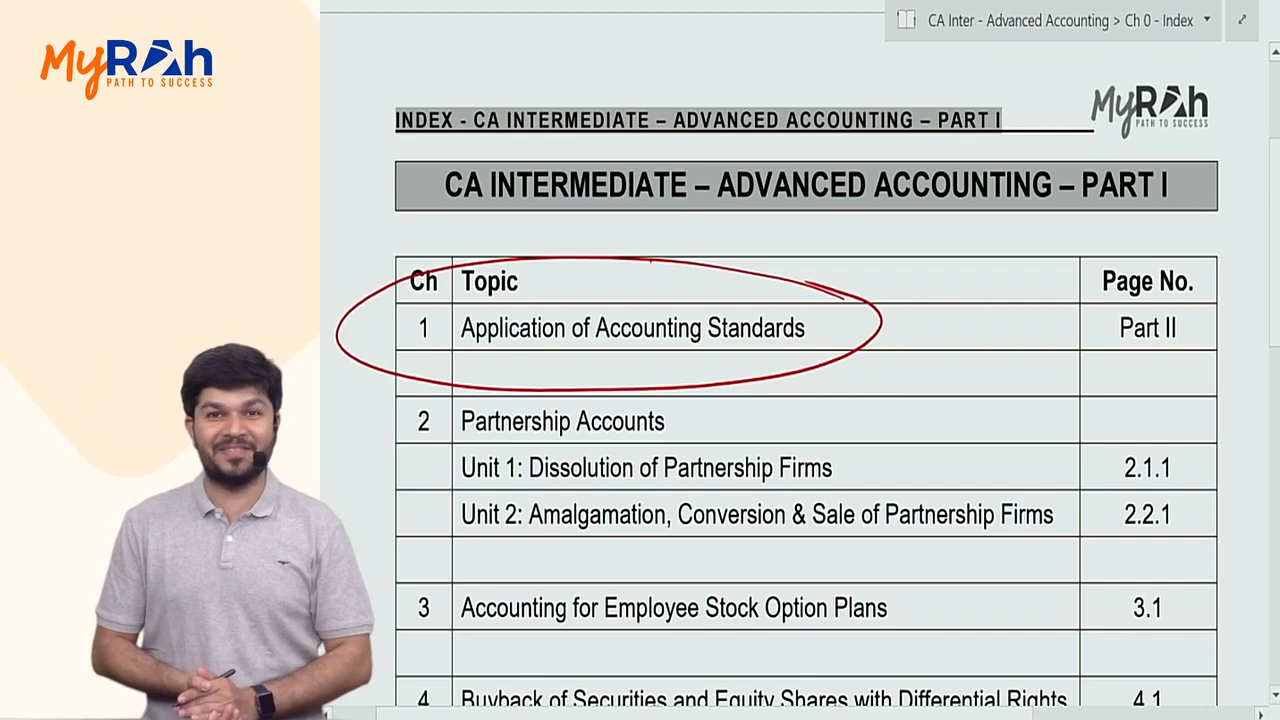 MyRAh
PATH TO SUCCESS
CA Inter - Advanced Accounting > Ch 0 - Index
INDEX - CA INTERMEDIATE – ADVANCED ACCOUNTING – PART I
MyRAh
PATH TO SUCCESS
CA INTERMEDIATE – ADVANCED ACCOUNTING – PART I
Ch Topic Page No.
1 Application of Accounting Standards Part II
2 Partnership Accounts
Unit 1: Dissolution of Partnership Firms 2.1.1
Unit 2: Amalgamation, Conversion & Sale of Partnership Firms 2.2.1
3 Accounting for Employee Stock Option Plans 3.1
4 Buyback of Securities and Equity Shares with Differential Rights 4.1